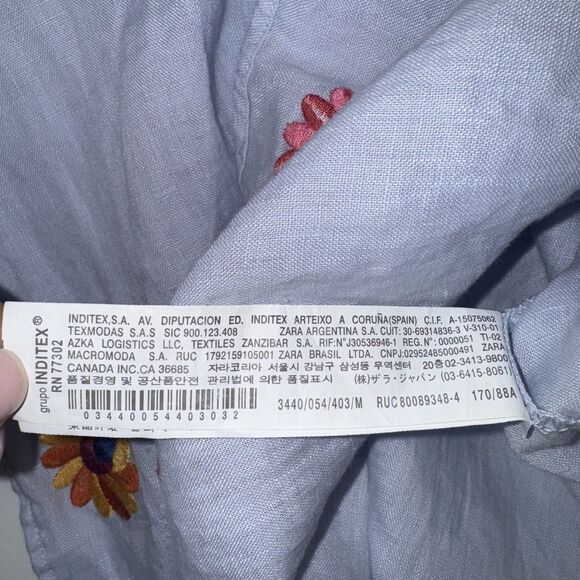 grupo INDITEX®
RN 77302
INDITEX,S.A. AV. DIPUTACION ED. INDITEX ARTEIXO A CORUÑA(SPAIN) C.I.F. A-15075062
TEXMODAS S.A.S SIC 900.123.408 ZARA ARGENTINA S.A. CUIT: 30-69314836-3 V-310-01
AZKA LOGISTICS LLC, TEXTILES ZANZIBAR S.A. RIF:N°J30536946-1 REG.N°: 0000051 TI-02
MACROMODA S.A. RUC 1792159105001 ZARA BRASIL LTDA. CNPJ:02952485000491 ZARA
CANADA INC.CA 36685 자라코리아 서울시 강남구 삼성동 무역센터 20층 02-3413-9800
품질경영 및 공산품안전 관리법에 의한 품질표시 (株)ザラ・ジャパン (03-6415-8061)
03440054403032 3440/054/403/M RUC80089348-4 170/88A